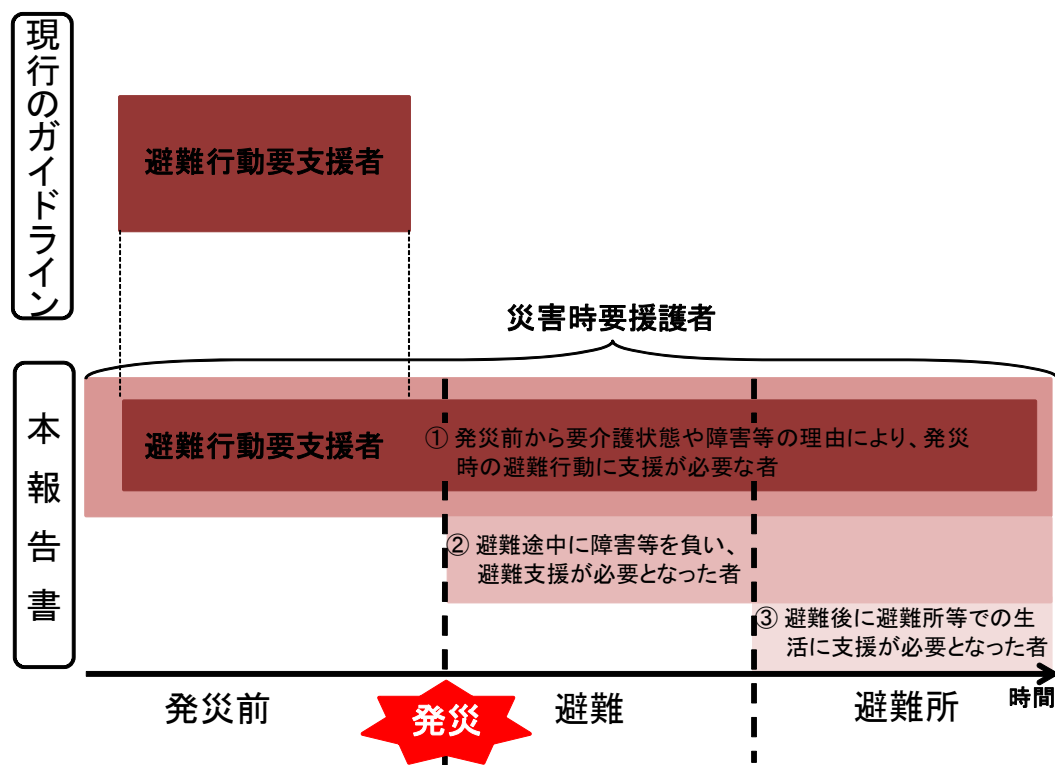 現行のガイドライン
避難行動要支援者
災害時要援護者
本報告書
避難行動要支援者
① 発災前から要介護状態や障害等の理由により、発災
時の避難行動に支援が必要な者
② 避難途中に障害等を負い、
避難支援が必要となった者
③ 避難後に避難所等での生
活に支援が必要となった者
時間
発災前
発災
避難
避難所